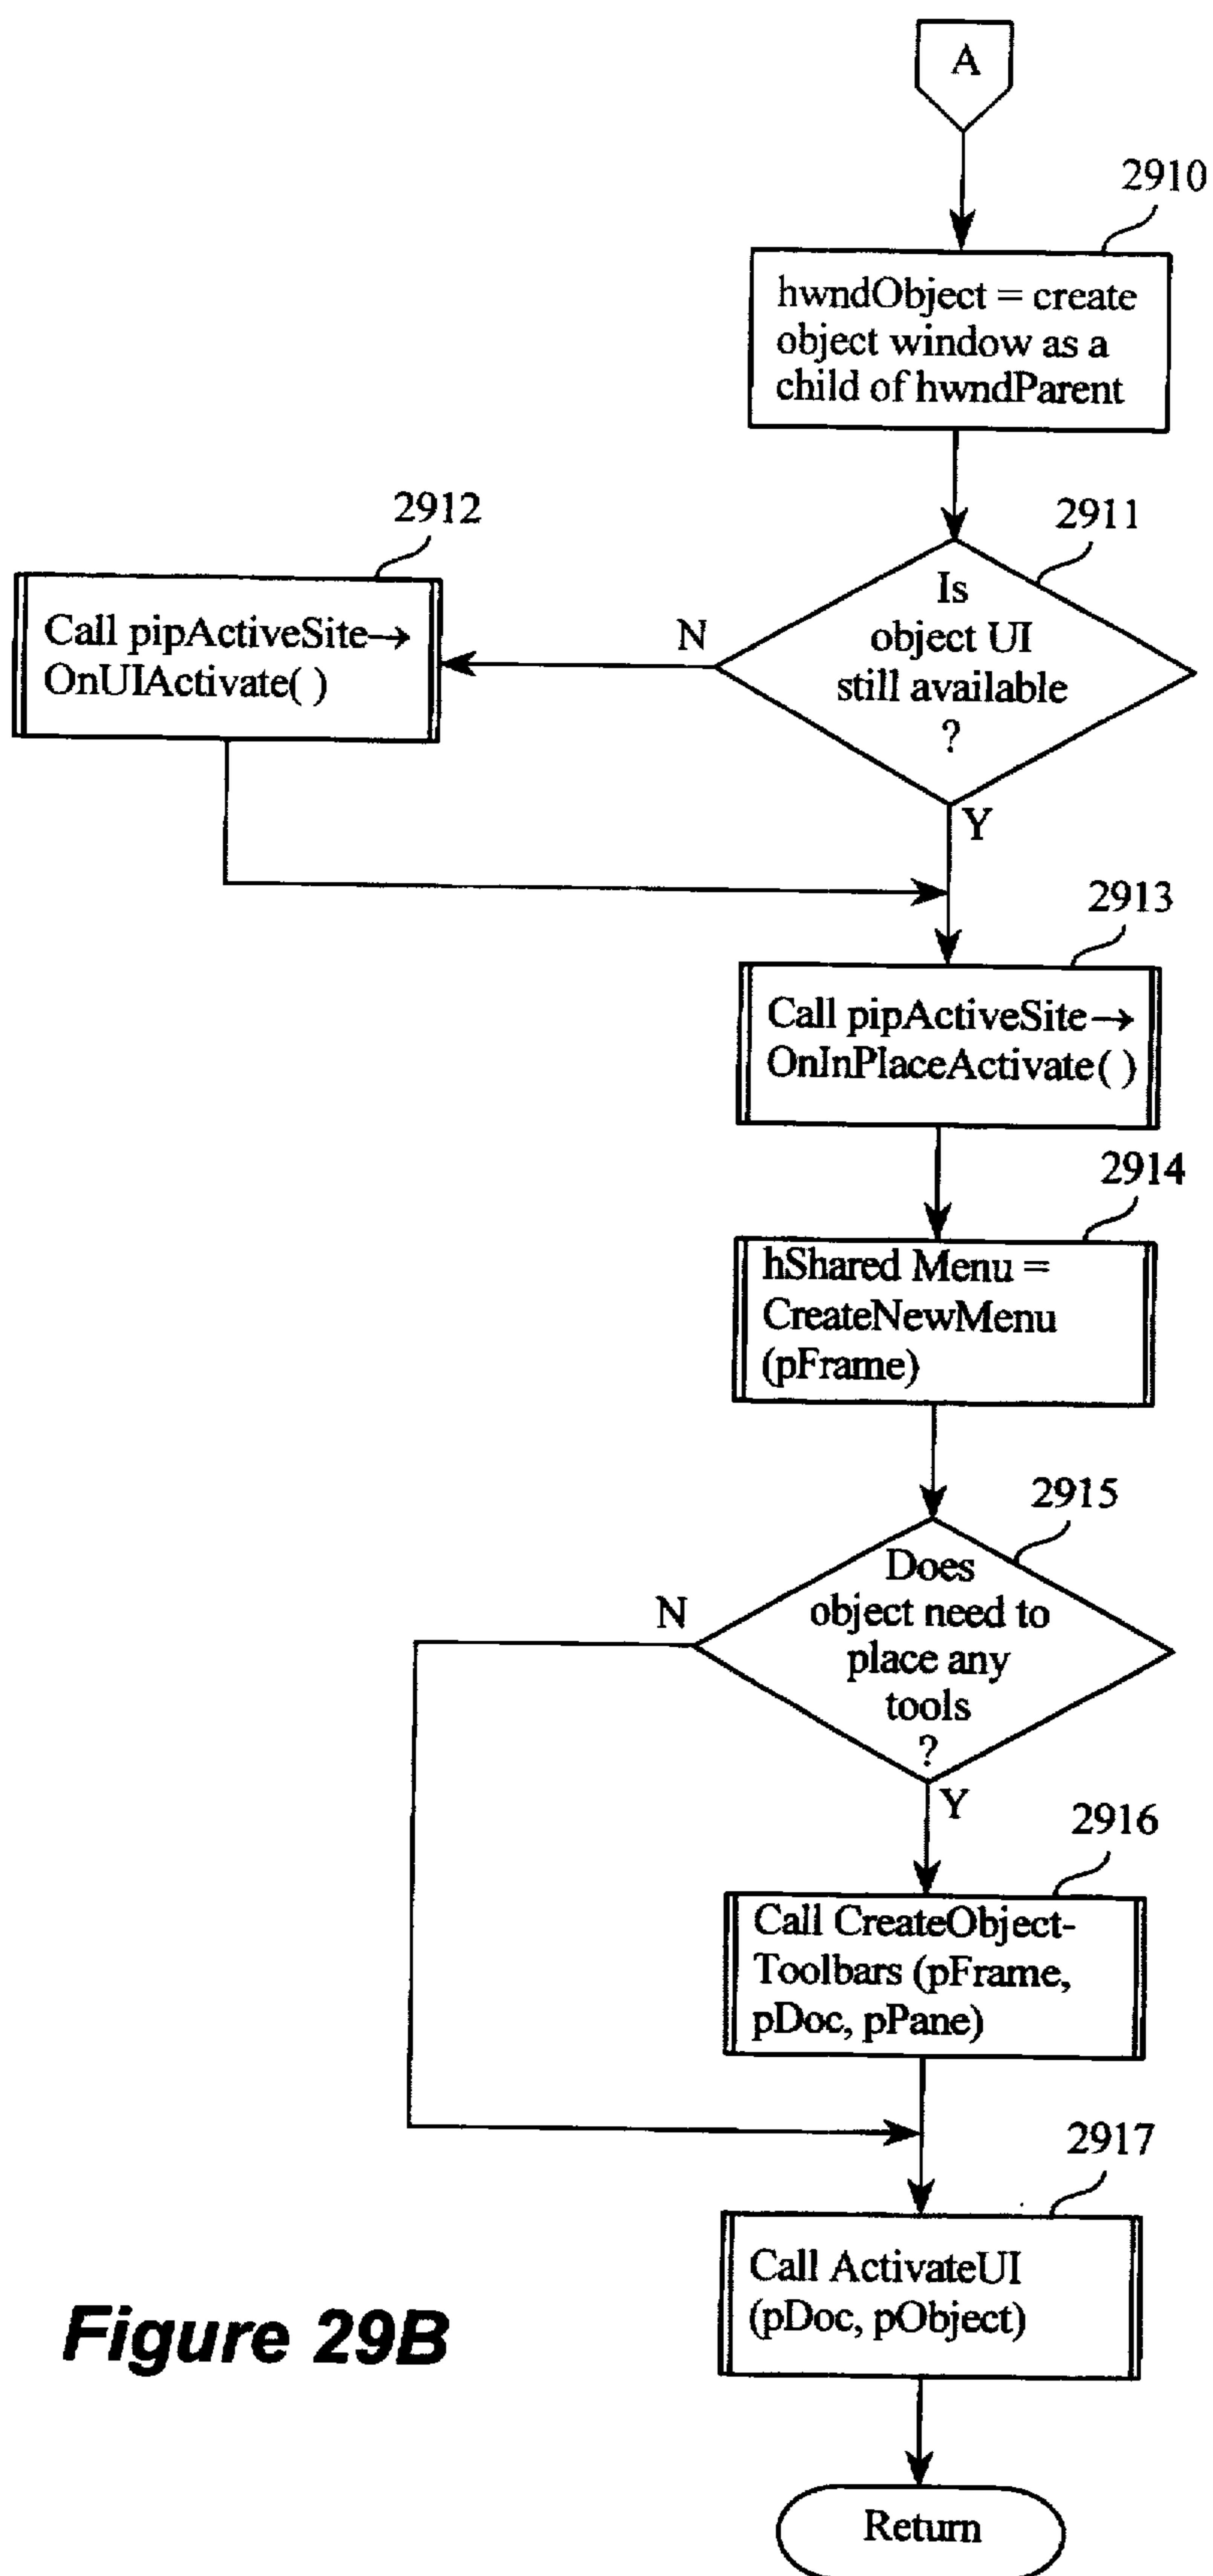 A
2910
hwndObject = create
object window as a
child of hwndParent
2911
Is
object UI
still available
?
N
Y
2912
Call pipActiveSite→
OnUIActivate( )
2913
Call pipActiveSite→
OnInPlaceActivate( )
2914
hShared Menu =
CreateNewMenu
(pFrame)
2915
Does
object need to
place any
tools
?
N
Y
2916
Call CreateObject-
Toolbars (pFrame,
pDoc, pPane)
2917
Call ActivateUI
(pDoc, pObject)
Return
Figure 29B